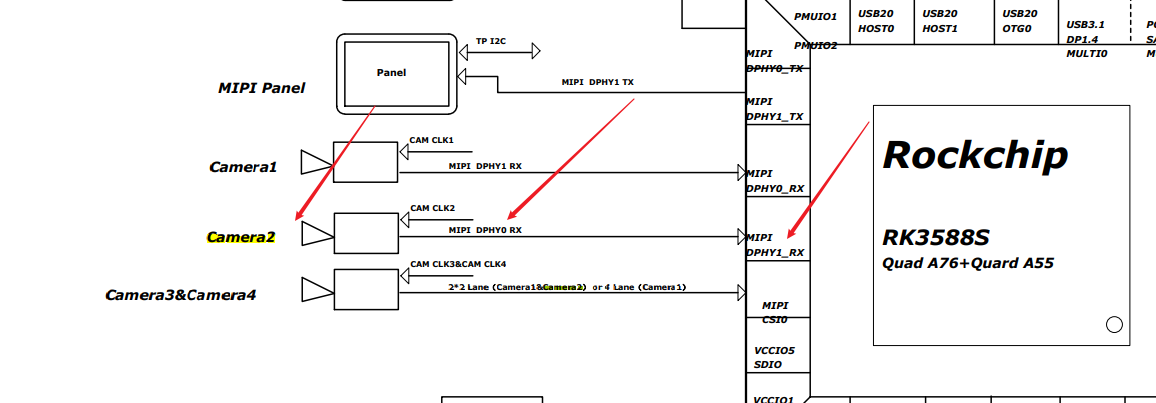 PMUIO1
PMUIO2
USB20
HOST0
USB20
HOST1
USB20
OTG0
USB3.1
DP1.4
MULTI0
TP I2C
Panel
MIPI Panel
MIPI DPHY1 TX
MIPI
DPHY0_TX
MIPI
DPHY1_TX
CAM CLK1
Camera1
MIPI DPHY1 RX
MIPI
DPHY0_RX
CAM CLK2
Camera2
MIPI DPHY0 RX
MIPI
DPHY1_RX
CAM CLK3&CAM CLK4
Camera3&Camera4
2*2 Lane (Camera1&Camera2) or 4 Lane (Camera1)
MIPI
CSI0
VCCIO5
SDIO
VCCIO1
Rockchip
RK3588S
Quad A76+Quard A55